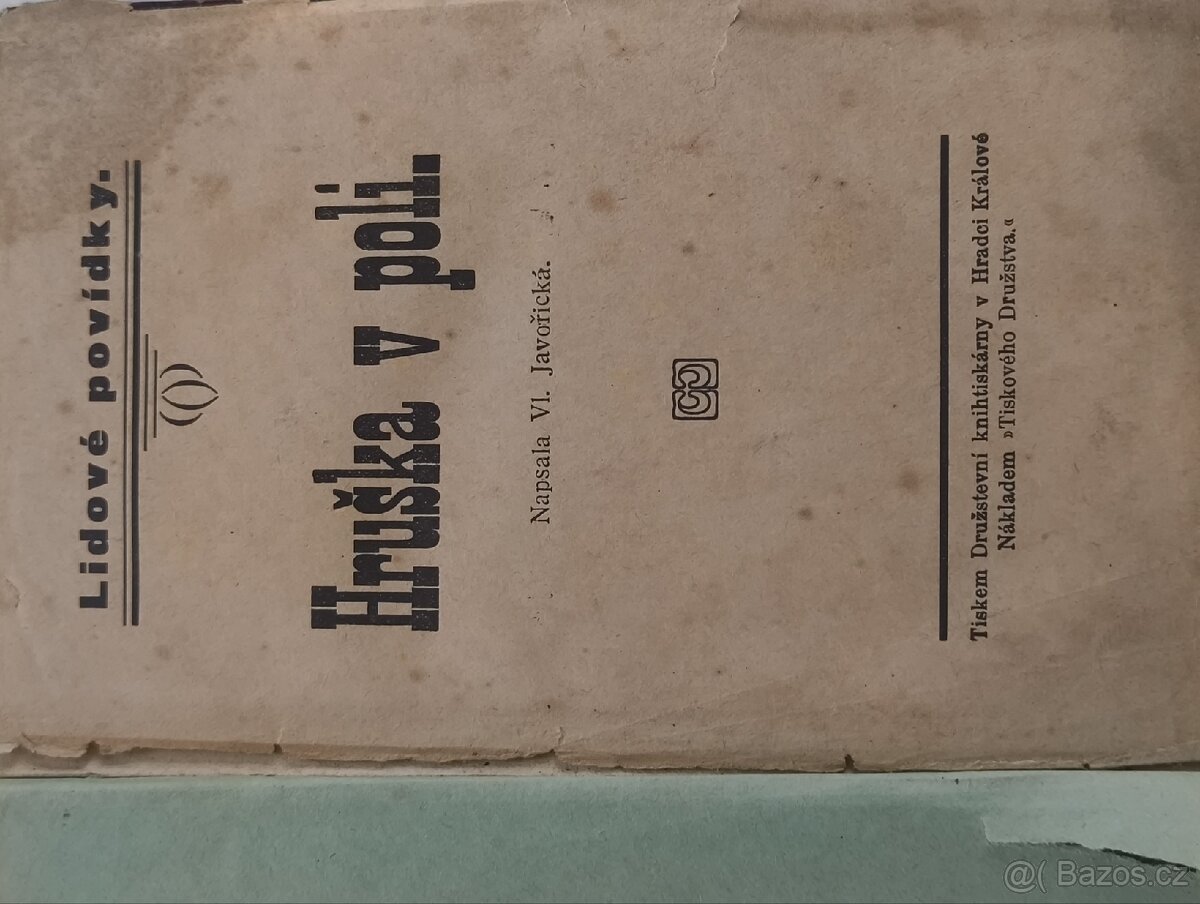 Lidové povídky.
Hruška v poli.
Napsala Vl. Javořická.
Tiskem Družstevní knihtiskárny v Hradci Králové
Nákladem »Tiskového Družstva.«
@( Bazos.cz